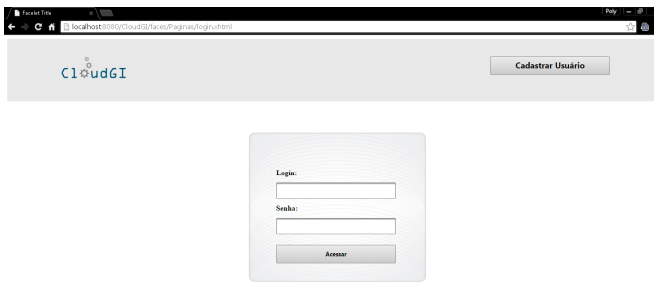 Facelet Title
Poly
localhost:8080/CloudGI/faces/Paginas/login.xhtml
CloudGI
Cadastrar Usuário
Login:
Senha:
Acessar